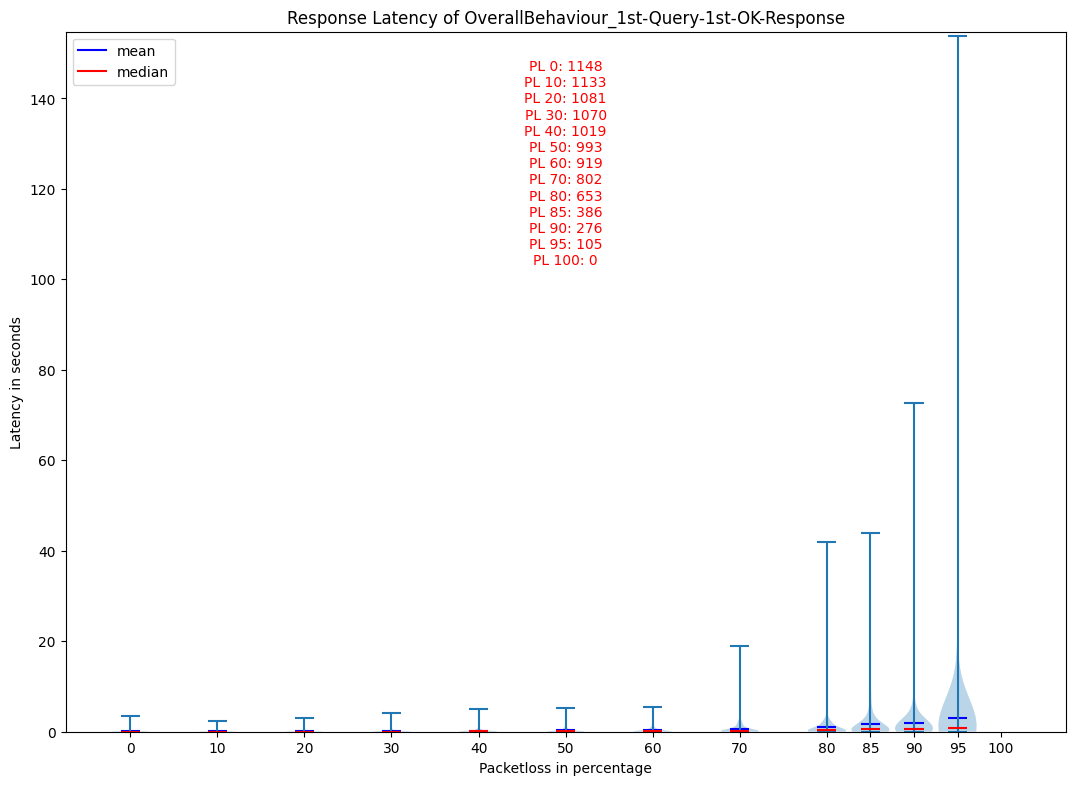 Response Latency of OverallBehaviour_1st-Query-1st-OK-Response
mean
median
PL 0: 1148
PL 10: 1133
PL 20: 1081
PL 30: 1070
PL 40: 1019
PL 50: 993
PL 60: 919
PL 70: 802
PL 80: 653
PL 85: 386
PL 90: 276
PL 95: 105
PL 100: 0
Latency in seconds
140
120
100
80
60
40
20
0
0 10 20 30 40 50 60 70 80 85 90 95 100
Packetloss in percentage